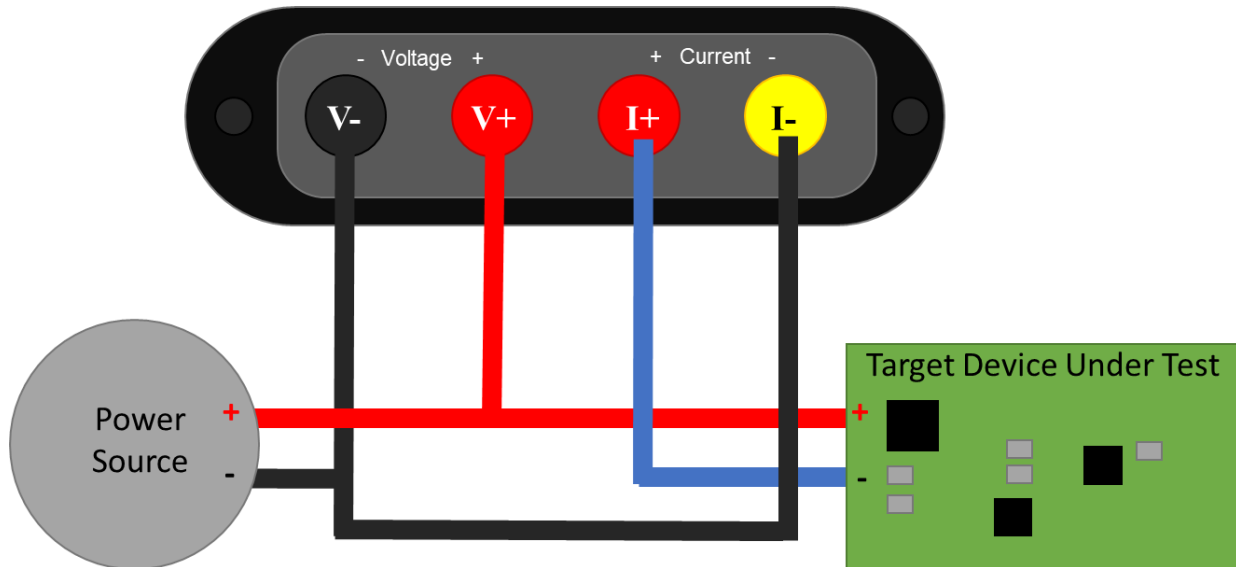 - Voltage + + Current -
V- V+ I+ I-
Target Device Under Test
Power
Source
+
-
+
-